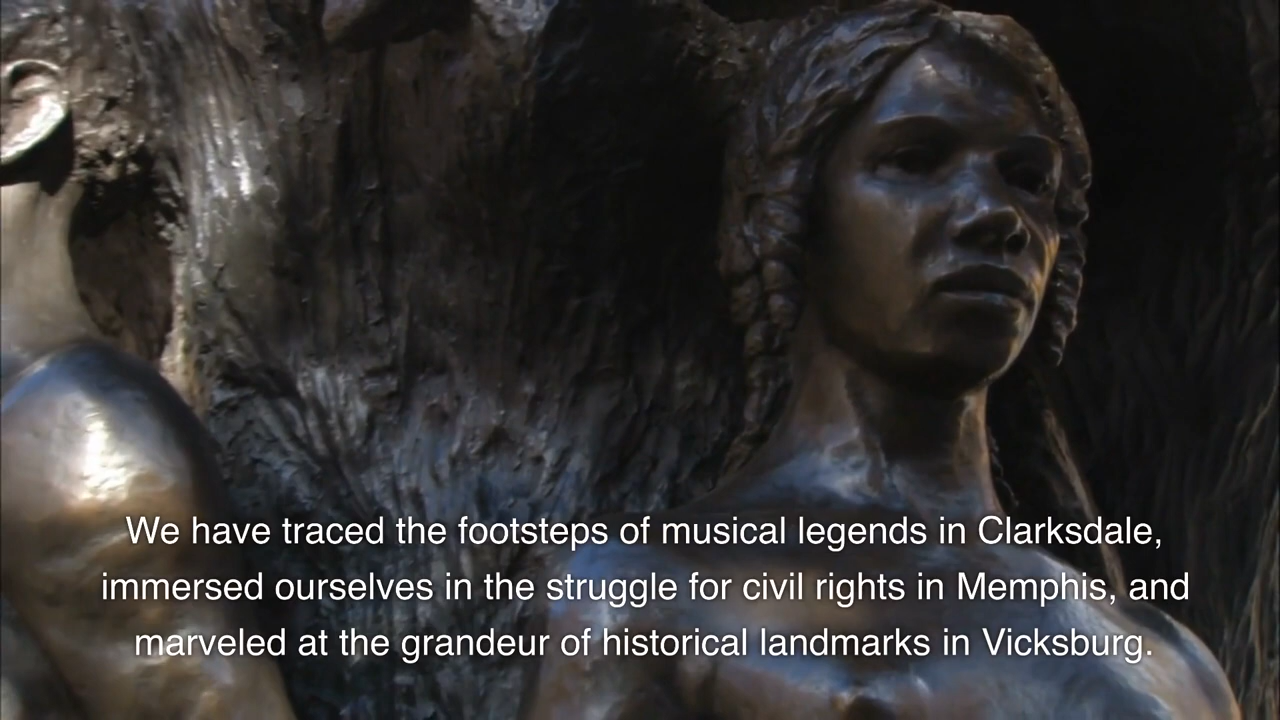 We have traced the footsteps of musical legends in Clarksdale,
immersed ourselves in the struggle for civil rights in Memphis, and
marveled at the grandeur of historical landmarks in Vicksburg.